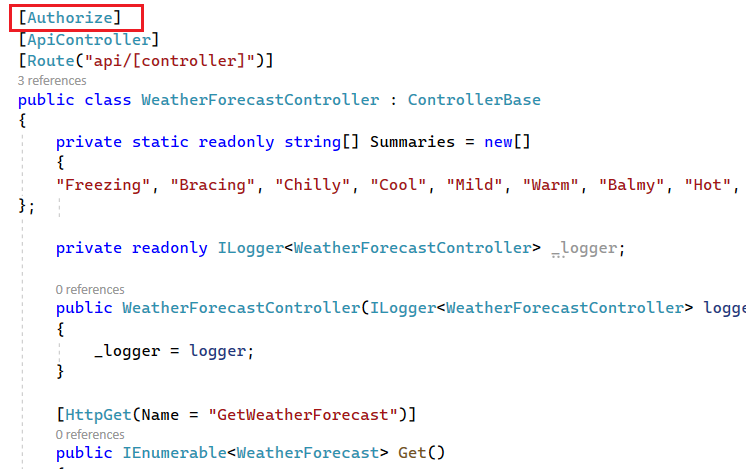 [Authorize]
[ApiController]
[Route("api/[controller]")]
3 references
public class WeatherForecastController : ControllerBase
{
private static readonly string[] Summaries = new[]
{
"Freezing", "Bracing", "Chilly", "Cool", "Mild", "Warm", "Balmy", "Hot",
};
private readonly ILogger<WeatherForecastController> _logger;
0 references
public WeatherForecastController(ILogger<WeatherForecastController> logge
{
_logger = logger;
}
[HttpGet(Name = "GetWeatherForecast")]
0 references
public IEnumerable<WeatherForecast> Get()